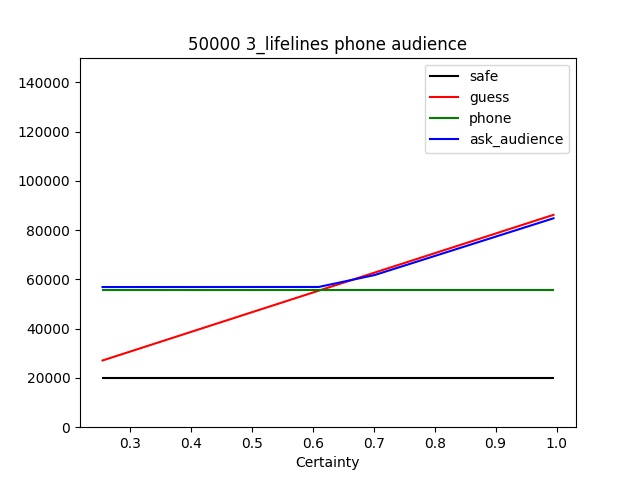 50000 3_lifelines phone audience
safe
guess
phone
ask_audience
140000
120000
100000
80000
60000
40000
20000
0
0.3 0.4 0.5 0.6 0.7 0.8 0.9 1.0
Certainty